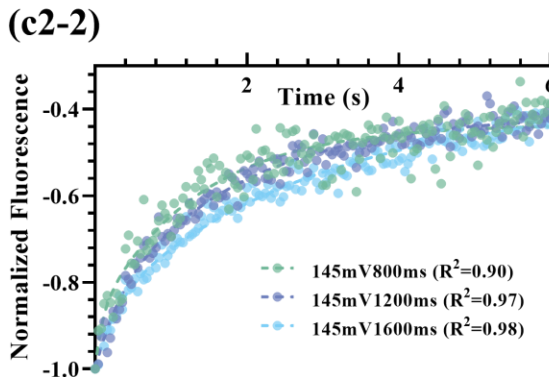 (c2-2)
2 4 6
Time (s)
-0.4
-0.6
-0.8
-1.0
Normalized Fluorescence
145mV800ms (R²=0.90)
145mV1200ms (R²=0.97)
145mV1600ms (R²=0.98)